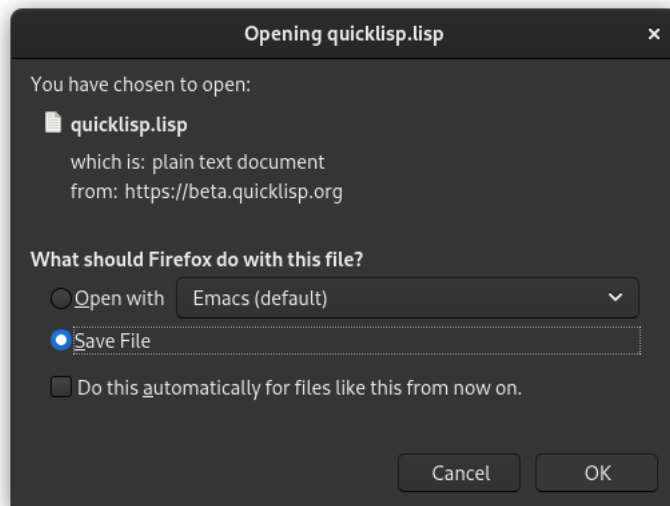 Opening quicklisp.lisp
You have chosen to open:
quicklisp.lisp
which is: plain text document
from: https://beta.quicklisp.org
What should Firefox do with this file?
Open with Emacs (default)
Save File
Do this automatically for files like this from now on.
Cancel OK